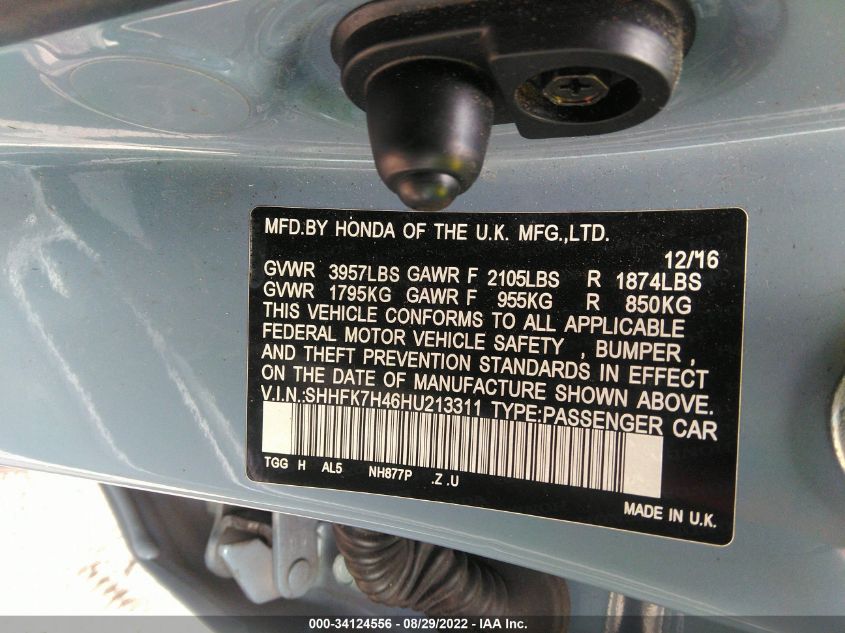 MFD.BY HONDA OF THE U.K. MFG.,LTD.
12/'16
GVWR 3957LBS GAWR F 2105LBS R 1874LBS
GVWR 1795KG GAWR F 955KG R 850KG
THIS VEHICLE CONFORMS TO ALL APPLICABLE
FEDERAL MOTOR VEHICLE SAFETY , BUMPER ,
AND THEFT PREVENTION STANDARDS IN EFFECT
ON THE DATE OF MANUFACTURE SHOWN ABOVE.
V.I.N.:SHHFK7H46HU213311 TYPE:PASSENGER CAR
TGG H AL5 NH877P .Z .U
MADE IN U.K.
000-34124556 - 08/29/2022 - IAA Inc.